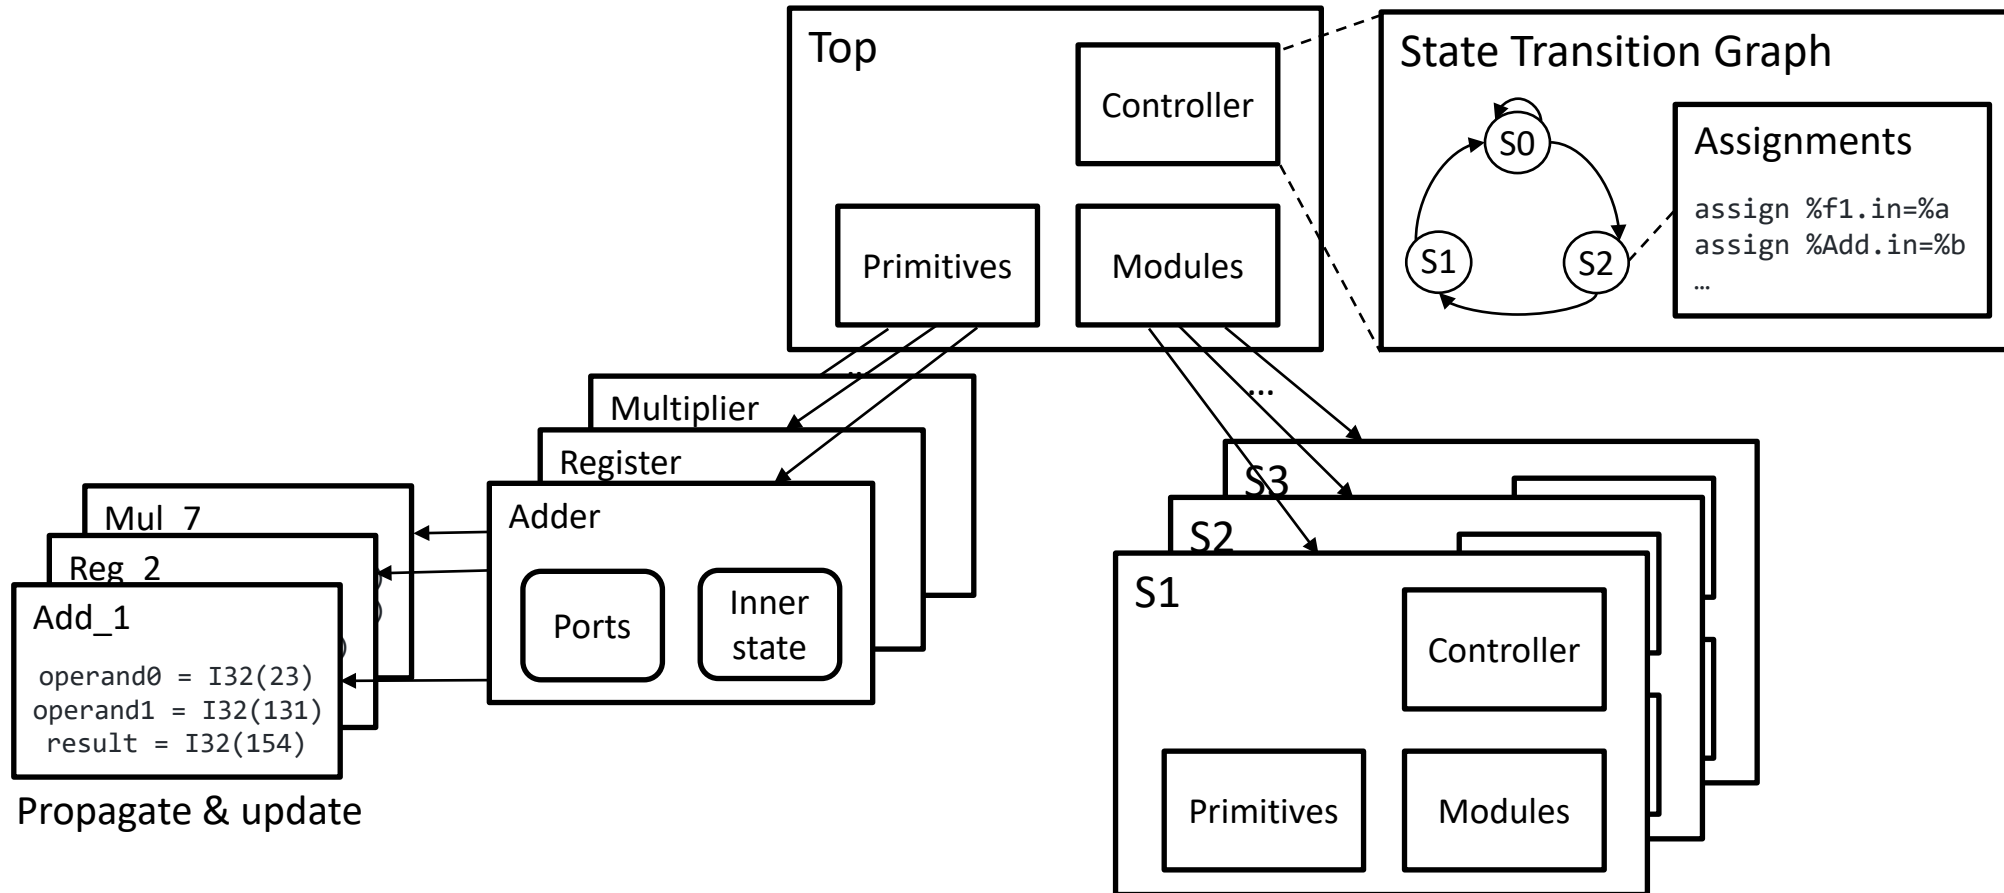 Top
Controller
Primitives
Modules
State Transition Graph
S0
S1
S2
Assignments
assign %f1.in=%a
assign %Add.in=%b
…
...
...
Multiplier
Register
Adder
Ports
Inner
state
Mul_7
Reg_2
Add_1
operand0 = I32(23)
operand1 = I32(131)
result = I32(154)
Propagate & update
S3
S2
S1
Controller
Primitives
Modules